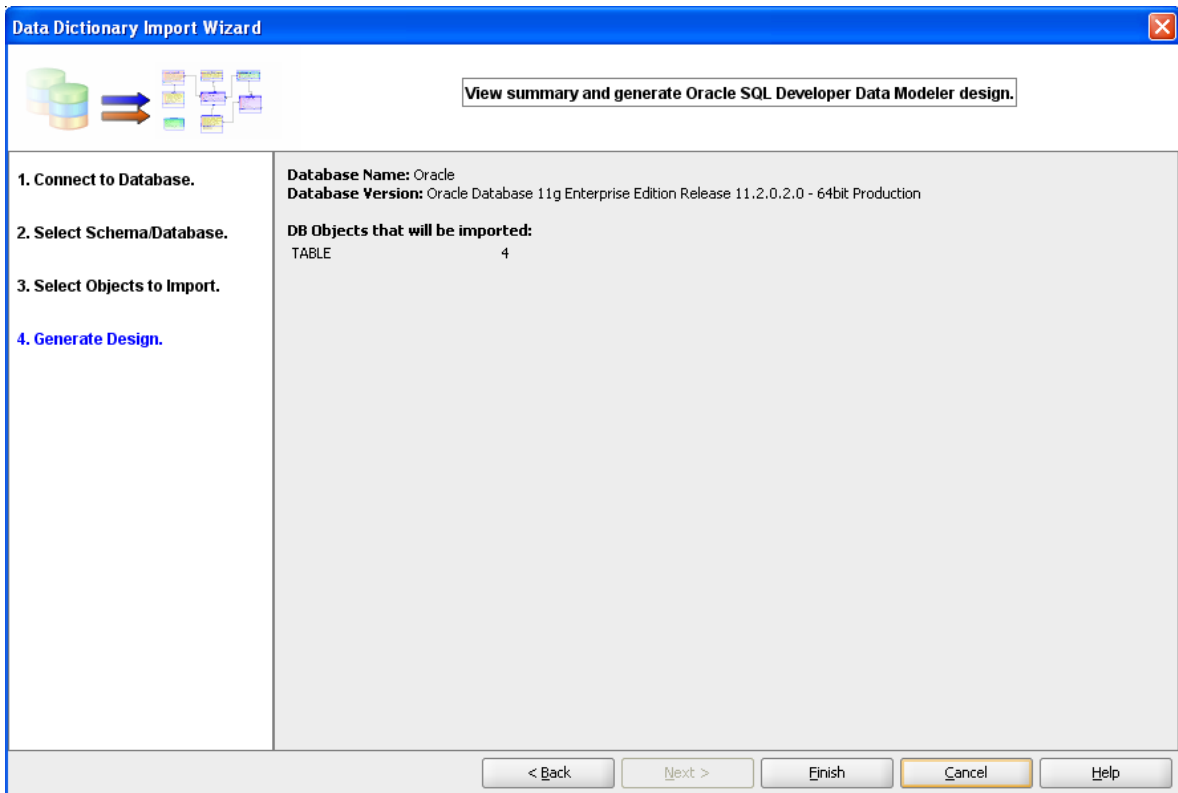 Data Dictionary Import Wizard
View summary and generate Oracle SQL Developer Data Modeler design.
1. Connect to Database.
2. Select Schema/Database.
3. Select Objects to Import.
4. Generate Design.
Database Name: Oracle
Database Version: Oracle Database 11g Enterprise Edition Release 11.2.0.2.0 - 64bit Production
DB Objects that will be imported:
TABLE 4
< Back Next > Finish Cancel Help